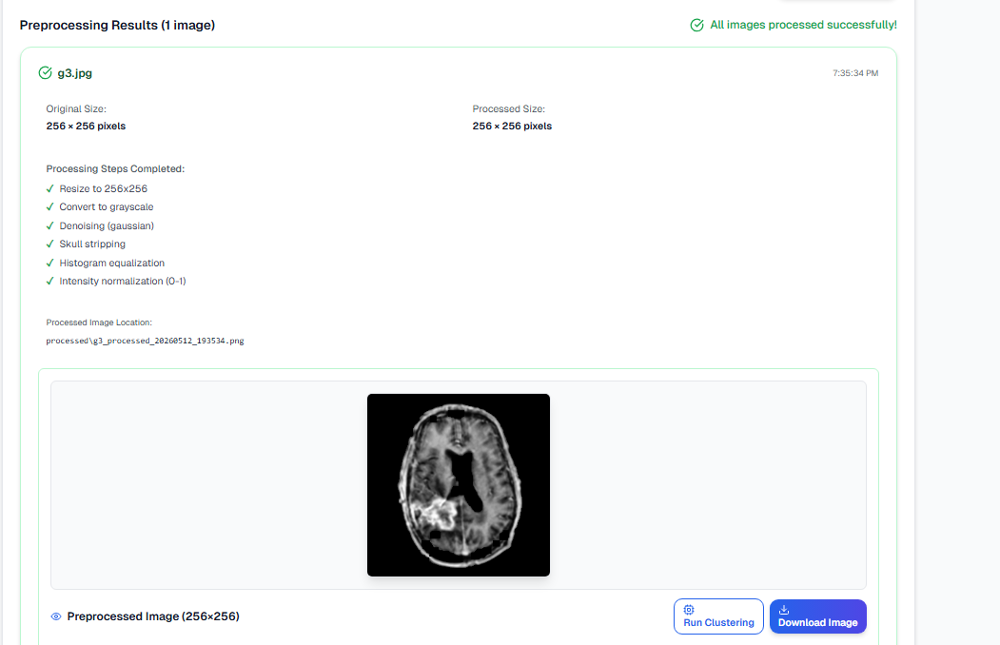 Preprocessing Results (1 image)
All images processed successfully!
g3.jpg
7:35:34 PM
Original Size:
256 × 256 pixels
Processed Size:
256 × 256 pixels
Processing Steps Completed:
✓ Resize to 256x256
✓ Convert to grayscale
✓ Denoising (gaussian)
✓ Skull stripping
✓ Histogram equalization
✓ Intensity normalization (0-1)
Processed Image Location:
processed\g3_processed_20260512_193534.png
Preprocessed Image (256×256)
Run Clustering
Download Image